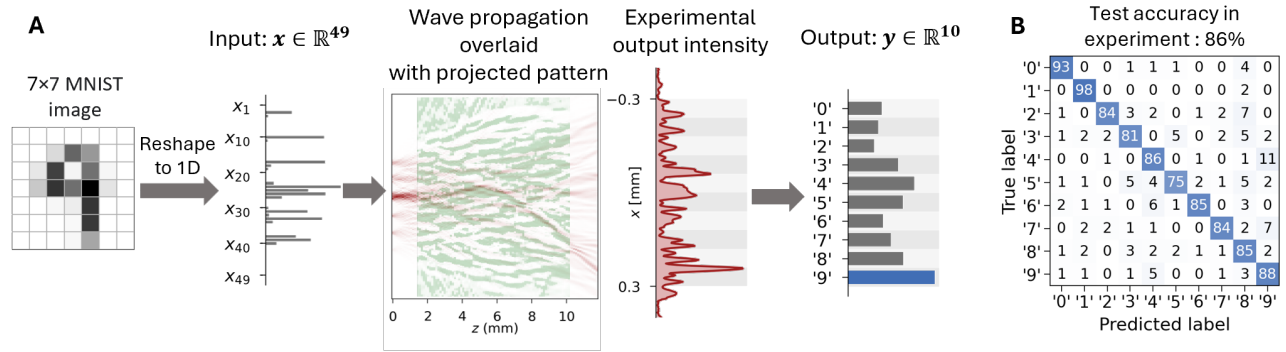 A
7×7 MNIST
image
Reshape
to 1D
Input: x ∈ ℝ⁴⁹
x₁
x₁₀
x₂₀
x₃₀
x₄₀
x₄₉
Wave propagation
overlaid
with projected pattern
0 2 4 6 8 10
z (mm)
Experimental
output intensity
−0.3
x [mm]
0.3
Output: y ∈ ℝ¹⁰
'0'
'1'
'2'
'3'
'4'
'5'
'6'
'7'
'8'
'9'
B
Test accuracy in
experiment : 86%
True label
'0' 93 0 0 1 1 1 0 0 4 0
'1' 0 98 0 0 0 0 0 0 2 0
'2' 1 0 84 3 2 0 1 2 7 0
'3' 1 2 2 81 0 5 0 2 5 2
'4' 0 1 0 0 86 0 1 0 1 11
'5' 1 1 0 5 4 75 2 1 5 2
'6' 2 1 1 0 6 1 85 0 3 0
'7' 0 2 2 1 1 0 0 84 2 7
'8' 1 2 0 3 2 2 1 1 85 2
'9' 1 1 0 1 5 0 0 1 3 88
'0' '1' '2' '3' '4' '5' '6' '7' '8' '9'
Predicted label